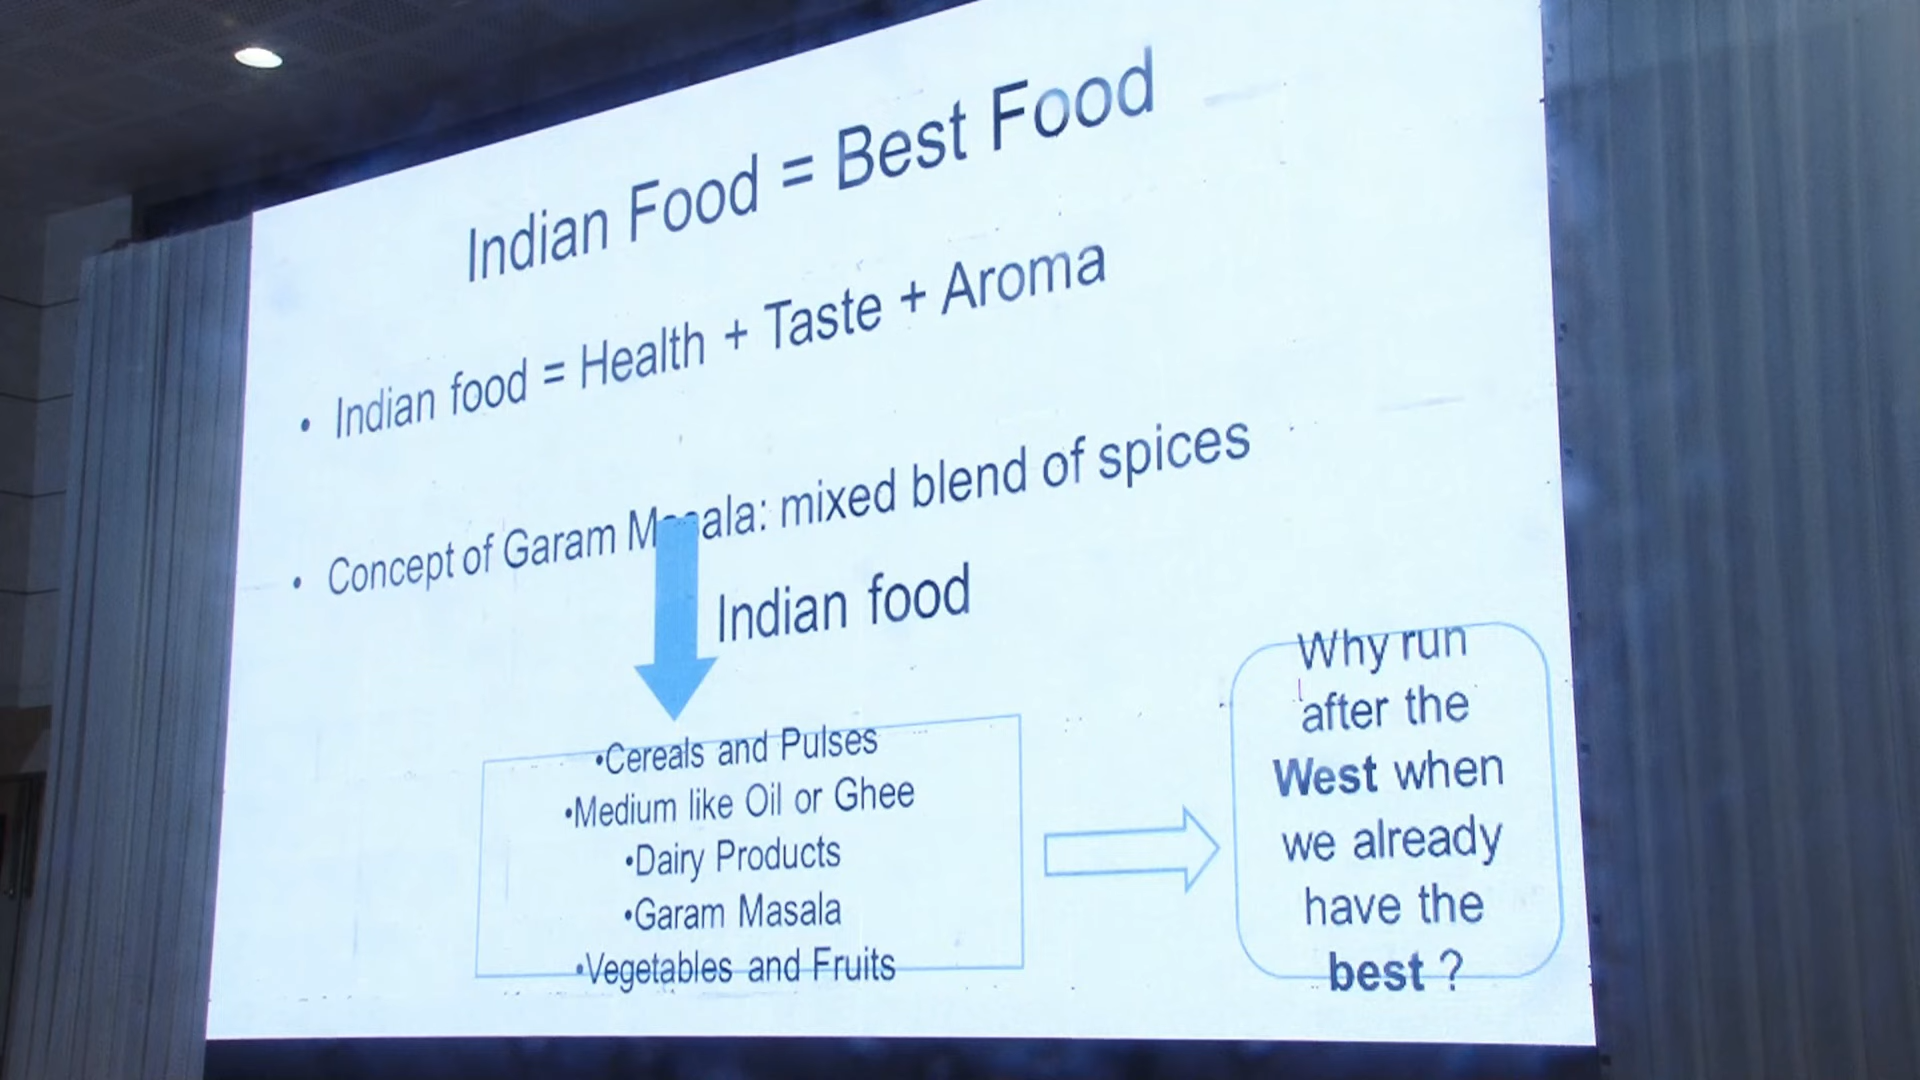 Indian Food = Best Food
• Indian food = Health + Taste + Aroma
• Concept of Garam Masala: mixed blend of spices
Indian food
•Cereals and Pulses
•Medium like Oil or Ghee
•Dairy Products
•Garam Masala
•Vegetables and Fruits
Why run
after the
West when
we already
have the
best ?